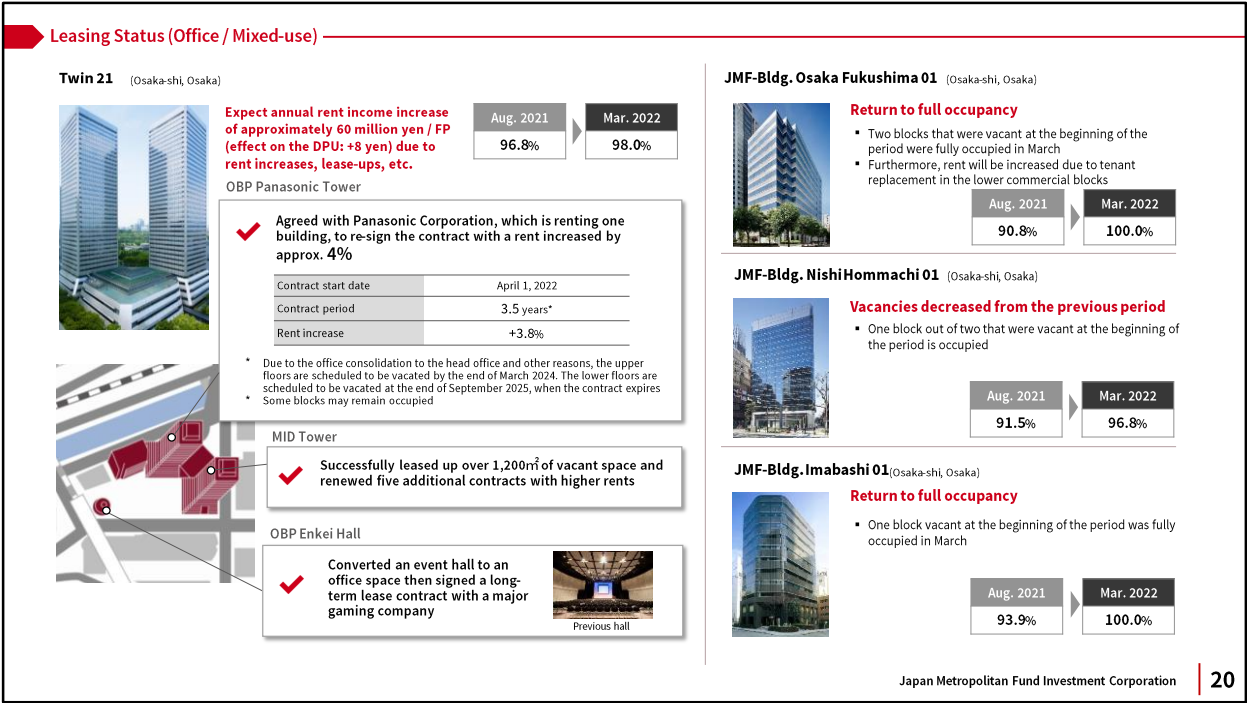 Leasing Status (Office / Mixed-use)
Twin 21 (Osaka-shi, Osaka)
Expect annual rent income increase
of approximately 60 million yen / FP
(effect on the DPU: +8 yen) due to
rent increases, lease-ups, etc.
Aug. 2021
96.8%
Mar. 2022
98.0%
OBP Panasonic Tower
Agreed with Panasonic Corporation, which is renting one
building, to re-sign the contract with a rent increased by
approx. 4%
Contract start date April 1, 2022
Contract period 3.5 years*
Rent increase +3.8%
* Due to the office consolidation to the head office and other reasons, the upper
floors are scheduled to be vacated by the end of March 2024. The lower floors are
scheduled to be vacated at the end of September 2025, when the contract expires
* Some blocks may remain occupied
MID Tower
Successfully leased up over 1,200㎡ of vacant space and
renewed five additional contracts with higher rents
OBP Enkei Hall
Converted an event hall to an
office space then signed a long-
term lease contract with a major
gaming company
Previous hall
JMF-Bldg. Osaka Fukushima 01 (Osaka-shi, Osaka)
Return to full occupancy
▪ Two blocks that were vacant at the beginning of the
period were fully occupied in March
▪ Furthermore, rent will be increased due to tenant
replacement in the lower commercial blocks
Aug. 2021
90.8%
Mar. 2022
100.0%
JMF-Bldg. Nishi Hommachi 01 (Osaka-shi, Osaka)
Vacancies decreased from the previous period
▪ One block out of two that were vacant at the beginning of
the period is occupied
Aug. 2021
91.5%
Mar. 2022
96.8%
JMF-Bldg. Imabashi 01 (Osaka-shi, Osaka)
Return to full occupancy
▪ One block vacant at the beginning of the period was fully
occupied in March
Aug. 2021
93.9%
Mar. 2022
100.0%
Japan Metropolitan Fund Investment Corporation
20